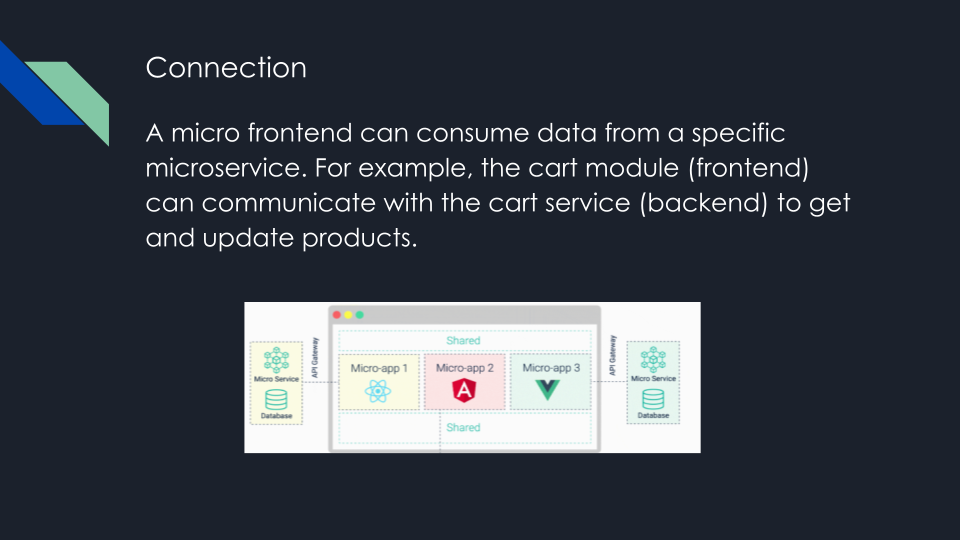 Connection
A micro frontend can consume data from a specific
microservice. For example, the cart module (frontend)
can communicate with the cart service (backend) to get
and update products.
Shared
API Gateway
API Gateway
Micro-app 1
Micro-app 2
Micro-app 3
Micro Service
Micro Service
Database
Database
Shared